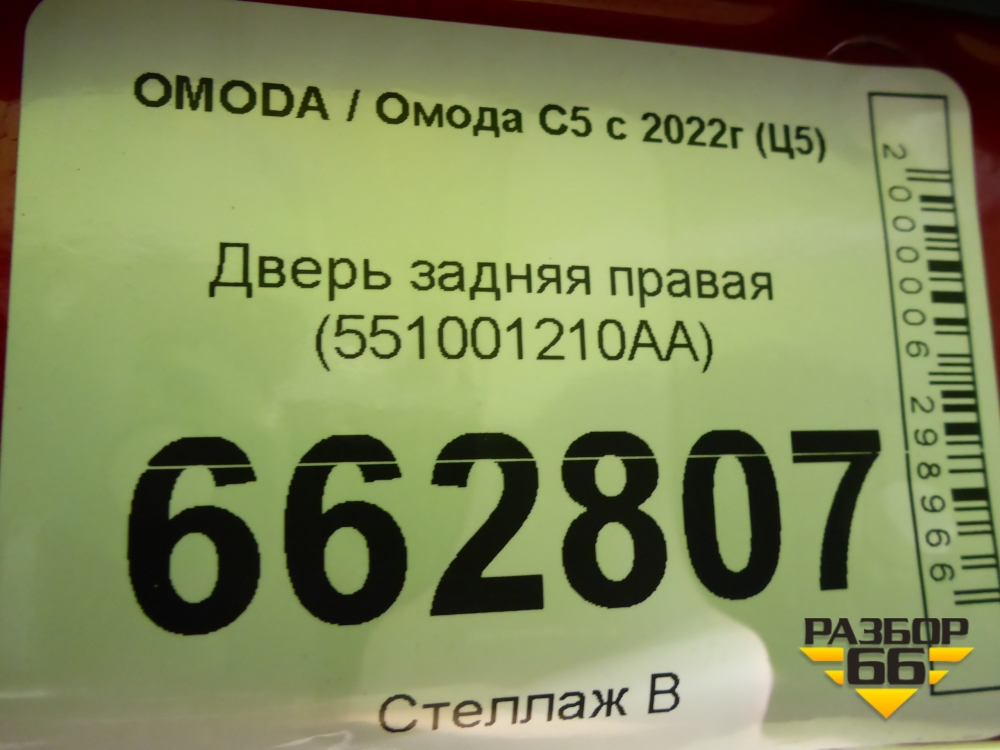 OMODA / Омода C5 с 2022г (Ц5)
Дверь задняя правая
(551001210AA)
662807
Стеллаж В
2000006298966
РАЗБОР
66